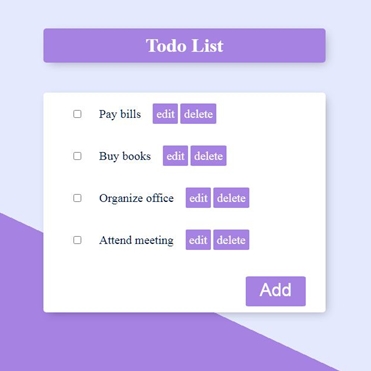 Todo List
Pay bills edit delete
Buy books edit delete
Organize office edit delete
Attend meeting edit delete
Add